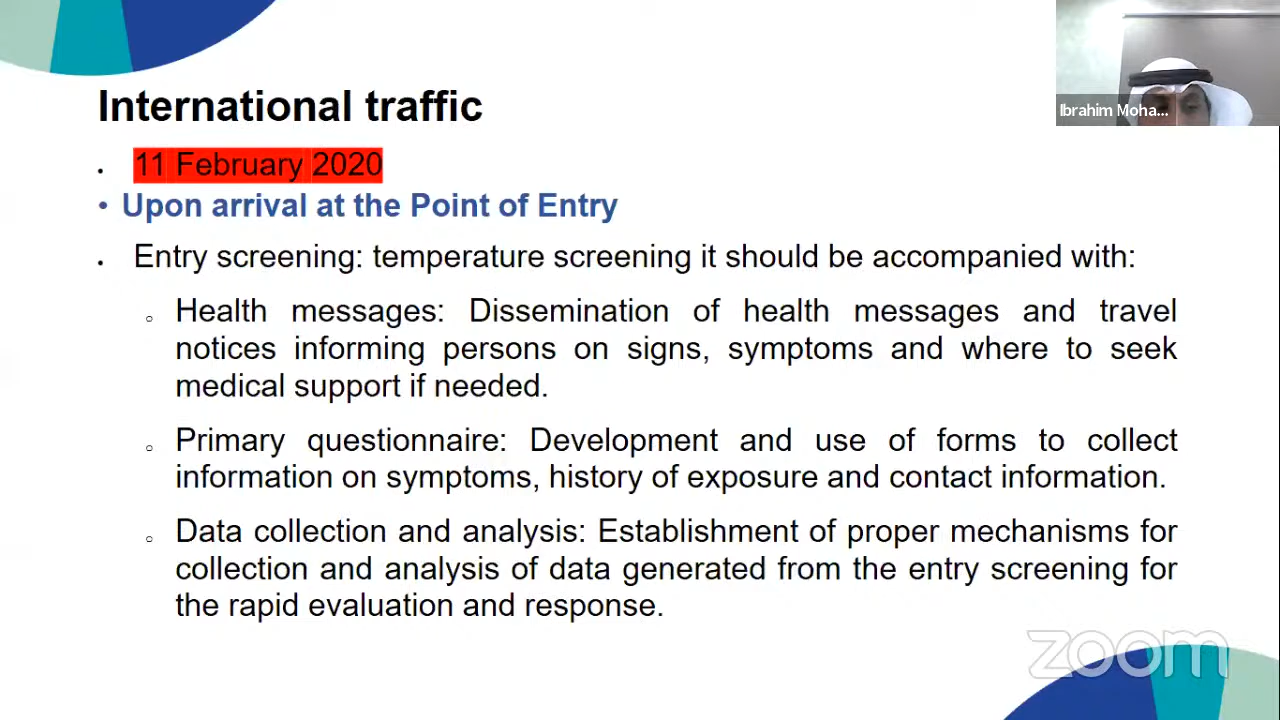 International traffic
• 11 February 2020
• Upon arrival at the Point of Entry
• Entry screening: temperature screening it should be accompanied with:
○ Health messages: Dissemination of health messages and travel
notices informing persons on signs, symptoms and where to seek
medical support if needed.
○ Primary questionnaire: Development and use of forms to collect
information on symptoms, history of exposure and contact information.
○ Data collection and analysis: Establishment of proper mechanisms for
collection and analysis of data generated from the entry screening for
the rapid evaluation and response.
Ibrahim Moha...
zoom